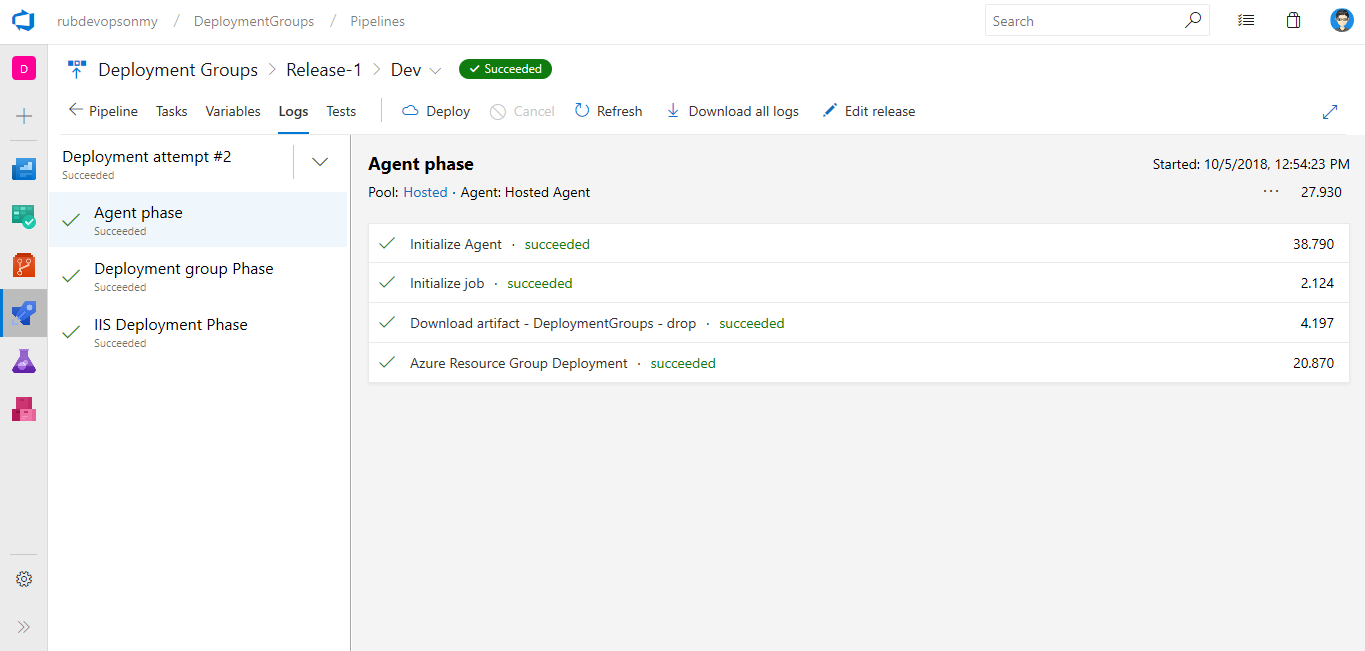 rubdevopsonmy / DeploymentGroups / Pipelines
Search
D
Deployment Groups > Release-1 > Dev Succeeded
Pipeline Tasks Variables Logs Tests Deploy Cancel Refresh Download all logs Edit release
Deployment attempt #2
Succeeded
Agent phase
Succeeded
Deployment group Phase
Succeeded
IIS Deployment Phase
Succeeded
Agent phase
Started: 10/5/2018, 12:54:23 PM
Pool: Hosted · Agent: Hosted Agent
... 27.930
Initialize Agent · succeeded 38.790
Initialize job · succeeded 2.124
Download artifact - DeploymentGroups - drop · succeeded 4.197
Azure Resource Group Deployment · succeeded 20.870